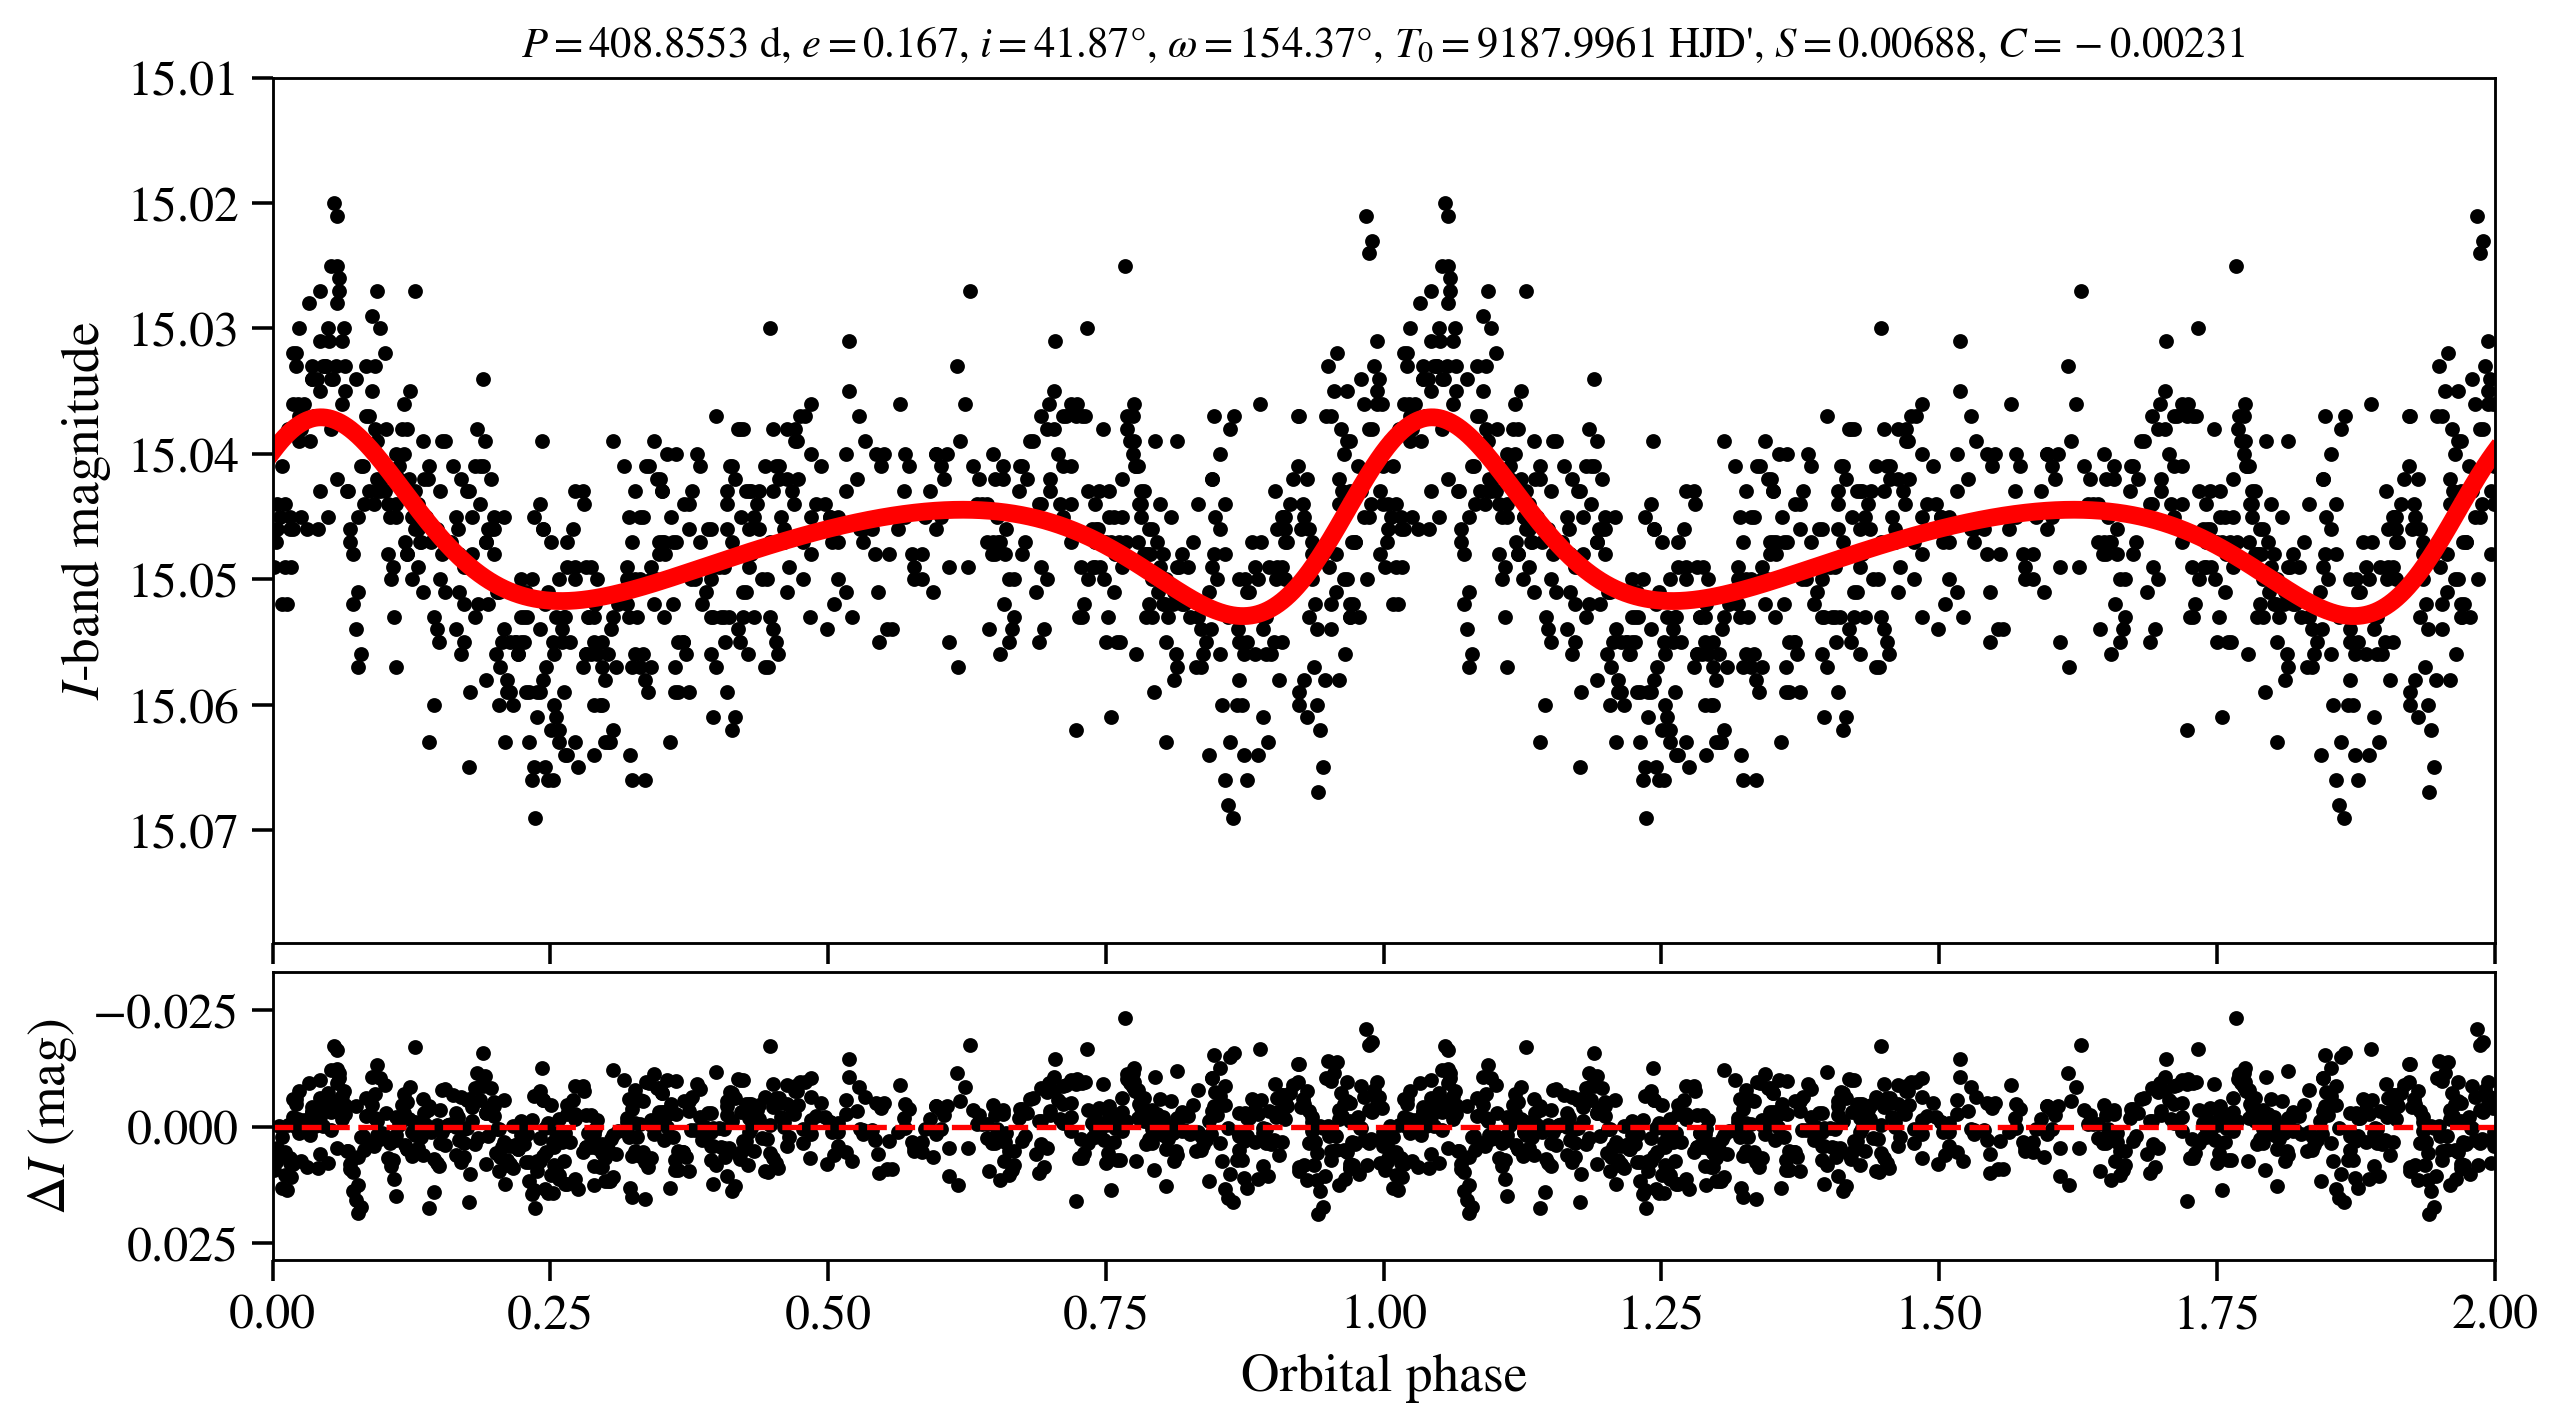 P = 408.8553 d, e = 0.167, i = 41.87°, ω = 154.37°, T₀ = 9187.9961 HJD', S = 0.00688, C = −0.00231
15.01
15.02
15.03
15.04
15.05
15.06
15.07
I-band magnitude
−0.025
0.000
0.025
ΔI (mag)
0.00 0.25 0.50 0.75 1.00 1.25 1.50 1.75 2.00
Orbital phase